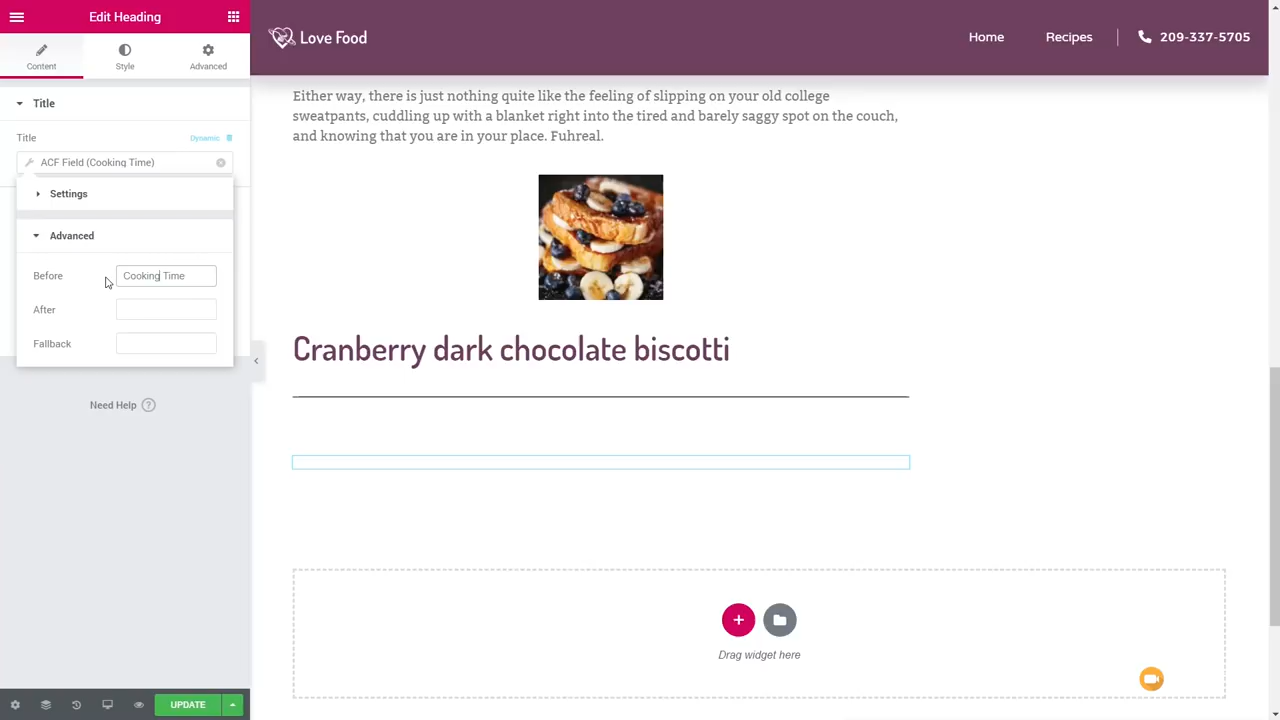 Edit Heading
Love Food
Home
Recipes
209-337-5705
Content
Style
Advanced
Title
Title
Dynamic
ACF Field (Cooking Time)
Settings
Advanced
Before
Cooking Time
After
Fallback
Need Help
?
Either way, there is just nothing quite like the feeling of slipping on your old college
sweatpants, cuddling up with a blanket right into the tired and barely saggy spot on the couch,
and knowing that you are in your place. Fuhreal.
Cranberry dark chocolate biscotti
Drag widget here
UPDATE